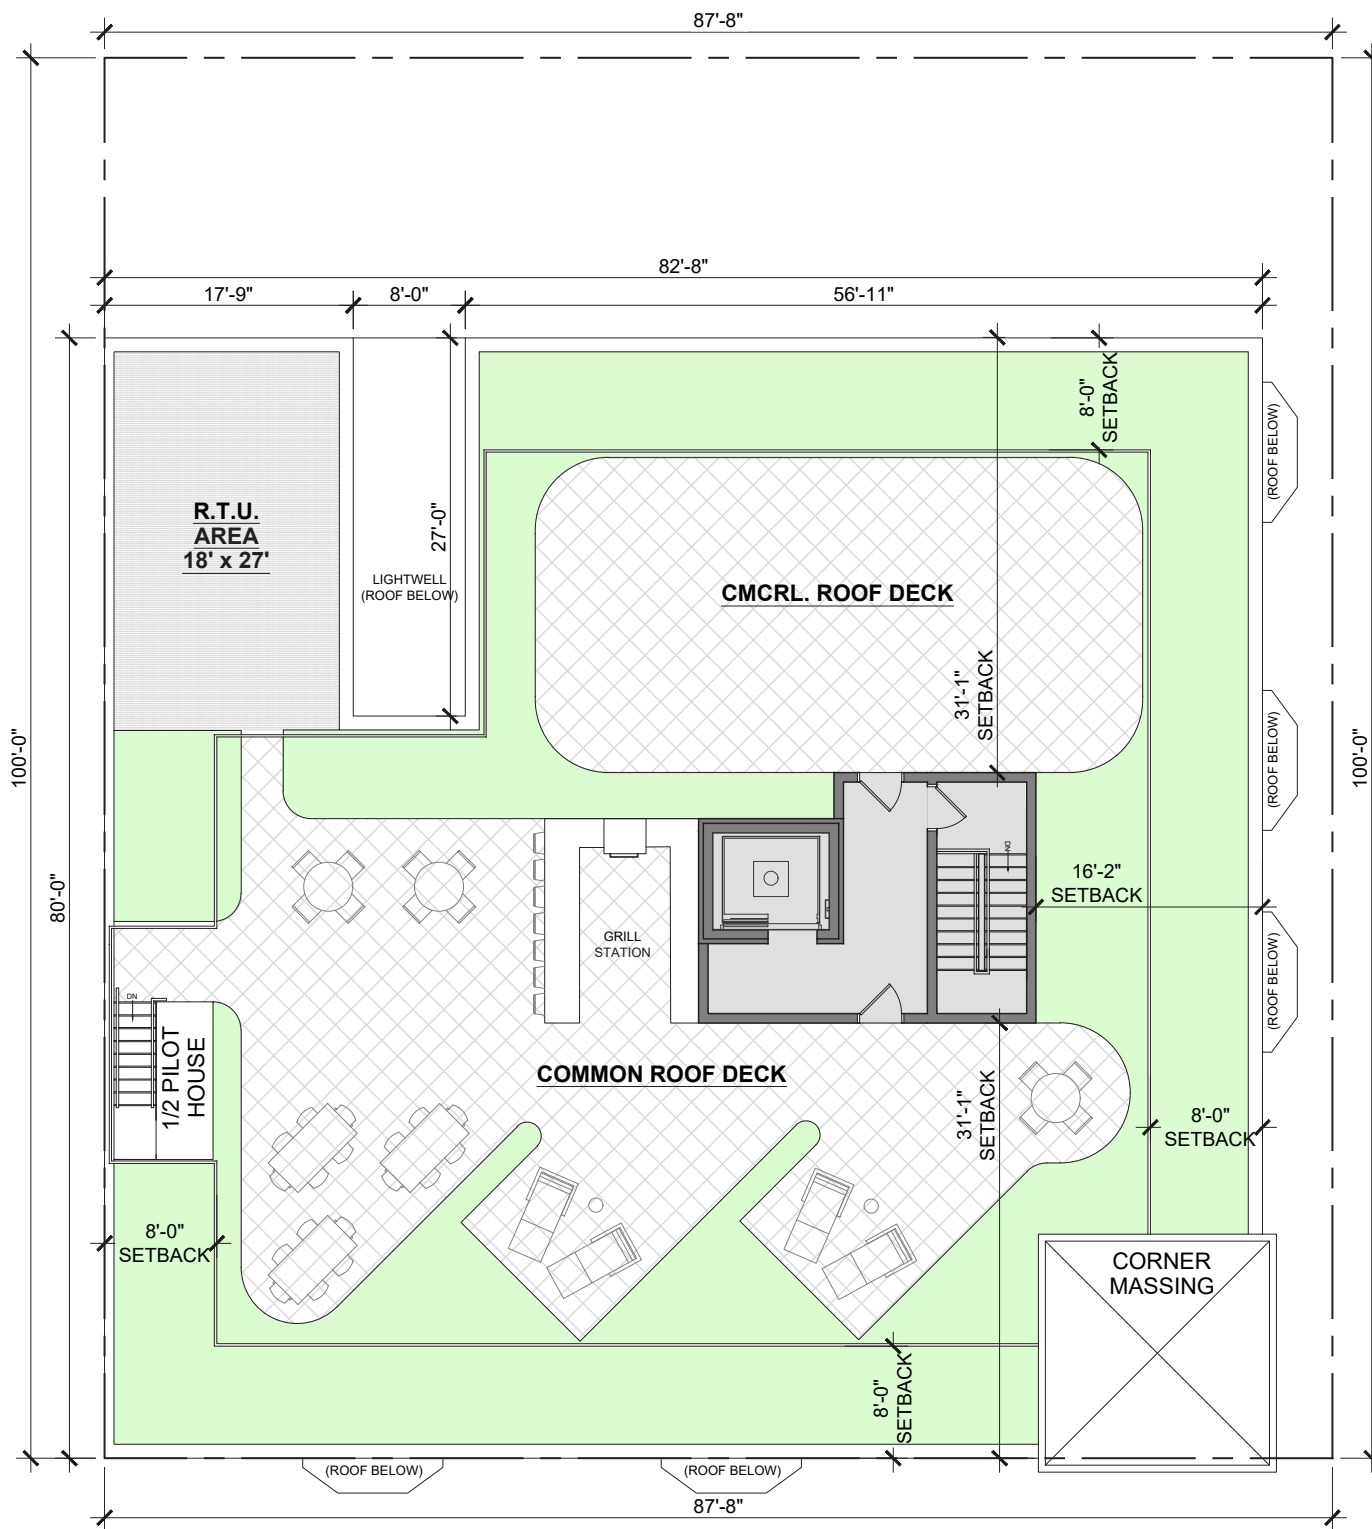 87'-8"
82'-8"
17'-9"
8'-0"
56'-11"
8'-0"
SETBACK
(ROOF BELOW)
R.T.U.
AREA
18' x 27'
27'-0"
LIGHTWELL
(ROOF BELOW)
CMCRL. ROOF DECK
31'-1"
SETBACK
100'-0"
100'-0"
(ROOF BELOW)
80'-0"
DN
16'-2"
SETBACK
GRILL
STATION
(ROOF BELOW)
DN
1/2 PILOT
HOUSE
COMMON ROOF DECK
31'-1"
SETBACK
8'-0"
SETBACK
8'-0"
SETBACK
CORNER
MASSING
8'-0"
SETBACK
(ROOF BELOW)
(ROOF BELOW)
87'-8"